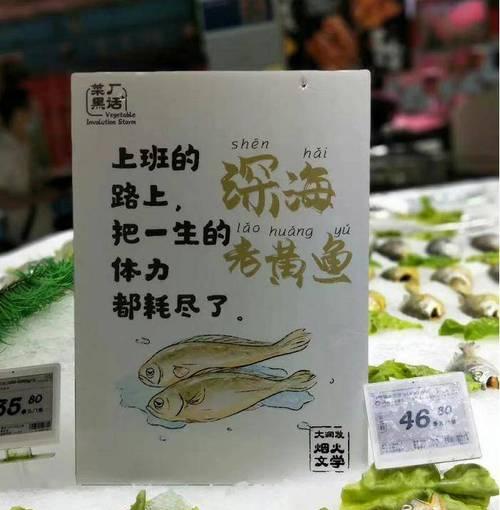 菜厂
黑话
Vegetable
Involution Storm
上班的
路上，
把一生的
体力
都耗尽了。
shēn hǎi
深海
lǎo huáng yú
老黄鱼
大润发
烟火
文学
35.80
46.80